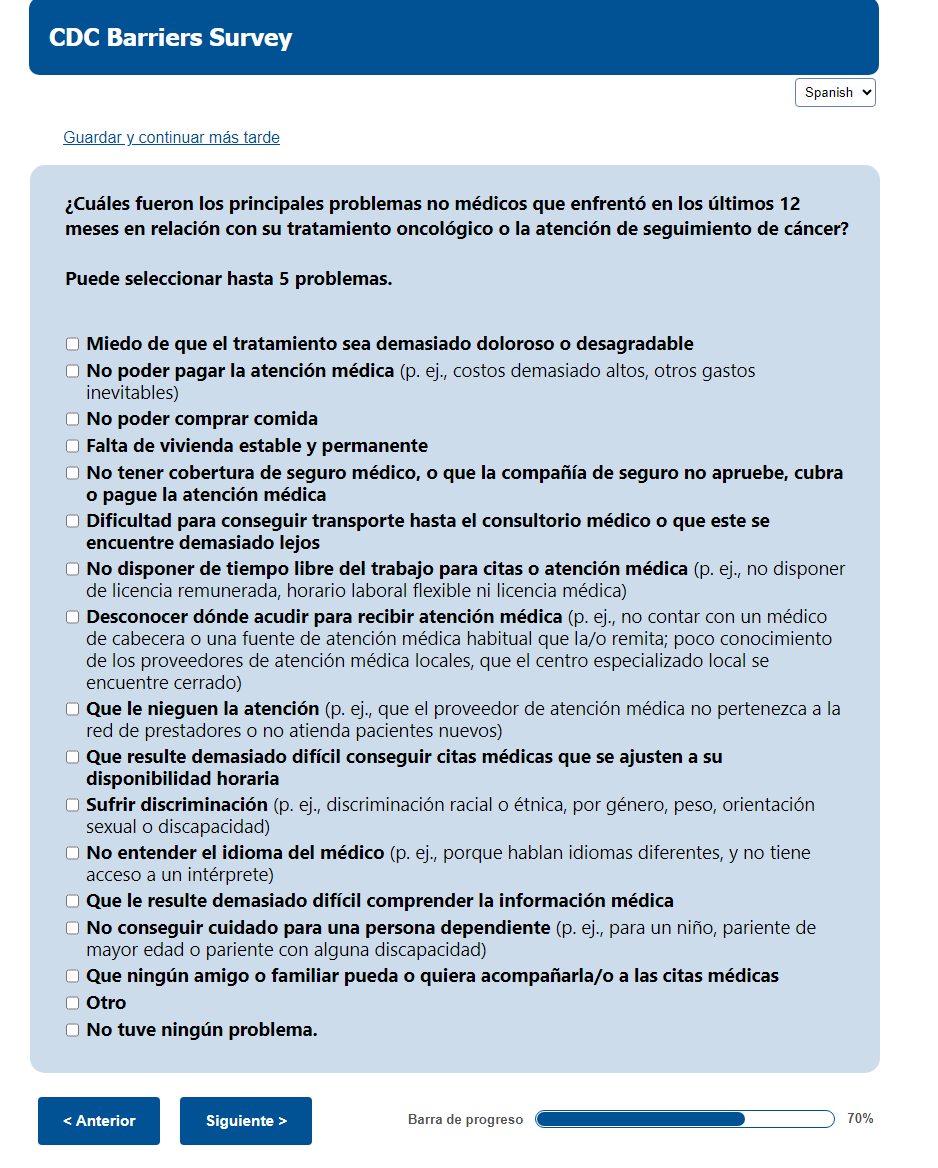 CDC Barriers Survey
Spanish
Guardar y continuar más tarde
¿Cuáles fueron los principales problemas no médicos que enfrentó en los últimos 12
meses en relación con su tratamiento oncológico o la atención de seguimiento de cáncer?
Puede seleccionar hasta 5 problemas.
Miedo de que el tratamiento sea demasiado doloroso o desagradable
No poder pagar la atención médica (p. ej., costos demasiado altos, otros gastos
inevitables)
No poder comprar comida
Falta de vivienda estable y permanente
No tener cobertura de seguro médico, o que la compañía de seguro no apruebe, cubra
o pague la atención médica
Dificultad para conseguir transporte hasta el consultorio médico o que este se
encuentre demasiado lejos
No disponer de tiempo libre del trabajo para citas o atención médica (p. ej., no disponer
de licencia remunerada, horario laboral flexible ni licencia médica)
Desconocer dónde acudir para recibir atención médica (p. ej., no contar con un médico
de cabecera o una fuente de atención médica habitual que la/o remita; poco conocimiento
de los proveedores de atención médica locales, que el centro especializado local se
encuentre cerrado)
Que le nieguen la atención (p. ej., que el proveedor de atención médica no pertenezca a la
red de prestadores o no atienda pacientes nuevos)
Que resulte demasiado difícil conseguir citas médicas que se ajusten a su
disponibilidad horaria
Sufrir discriminación (p. ej., discriminación racial o étnica, por género, peso, orientación
sexual o discapacidad)
No entender el idioma del médico (p. ej., porque hablan idiomas diferentes, y no tiene
acceso a un intérprete)
Que le resulte demasiado difícil comprender la información médica
No conseguir cuidado para una persona dependiente (p. ej., para un niño, pariente de
mayor edad o pariente con alguna discapacidad)
Que ningún amigo o familiar pueda o quiera acompañarla/o a las citas médicas
Otro
No tuve ningún problema.
< Anterior
Siguiente >
Barra de progreso
70%